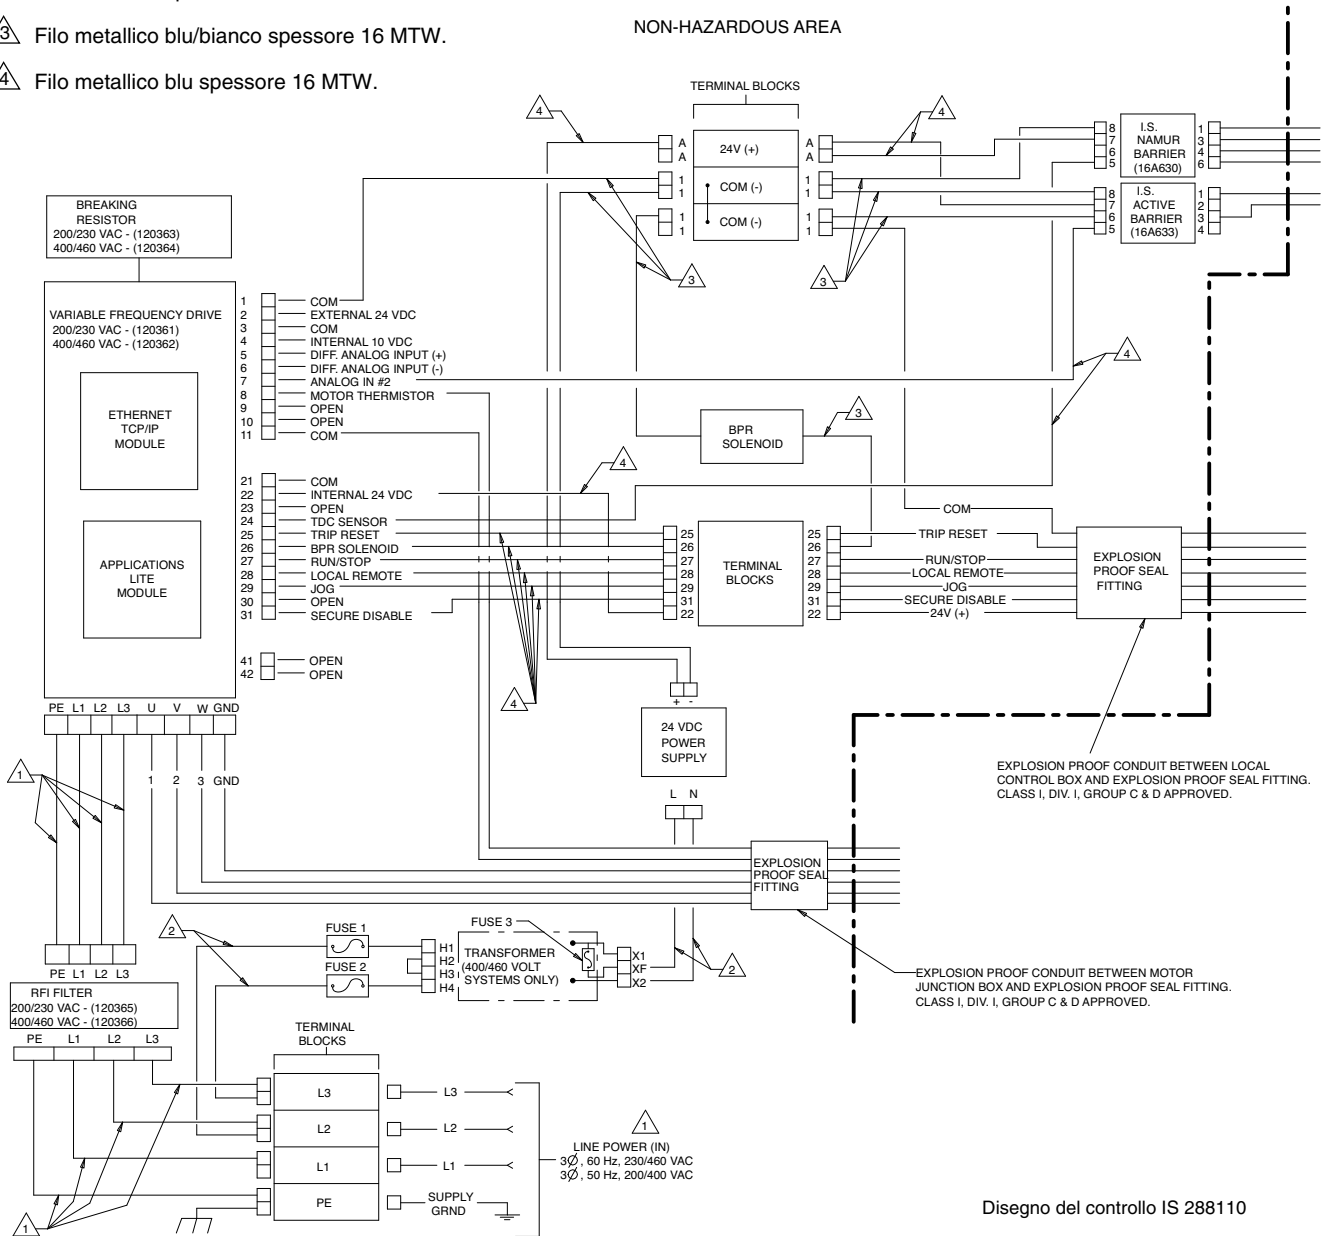 3 Filo metallico blu/bianco spessore 16 MTW.
4 Filo metallico blu spessore 16 MTW.
NON-HAZARDOUS AREA
TERMINAL BLOCKS
4
4
A
A
24V (+)
A
A
1
1
COM (-)
1
1
1
1
COM (-)
1
1
8
7
6
5
I.S.
NAMUR
BARRIER
(16A630)
1
3
4
6
8
7
6
5
I.S.
ACTIVE
BARRIER
(16A633)
1
2
3
4
3
3
BREAKING
RESISTOR
200/230 VAC - (120363)
400/460 VAC - (120364)
VARIABLE FREQUENCY DRIVE
200/230 VAC - (120361)
400/460 VAC - (120362)
ETHERNET
TCP/IP
MODULE
APPLICATIONS
LITE
MODULE
1 COM
2 EXTERNAL 24 VDC
3 COM
4 INTERNAL 10 VDC
5 DIFF. ANALOG INPUT (+)
6 DIFF. ANALOG INPUT (-)
7 ANALOG IN #2
8 MOTOR THERMISTOR
9 OPEN
10 OPEN
11 COM
21 COM
22 INTERNAL 24 VDC
23 OPEN
24 TDC SENSOR
25 TRIP RESET
26 BPR SOLENOID
27 RUN/STOP
28 LOCAL REMOTE
29 JOG
30 OPEN
31 SECURE DISABLE
41 OPEN
42 OPEN
4
BPR
SOLENOID
3
4
4
25
26
27
28
29
31
22
TERMINAL
BLOCKS
25
26
27
28
29
31
22
COM
TRIP RESET
RUN/STOP
LOCAL REMOTE
JOG
SECURE DISABLE
24V (+)
EXPLOSION
PROOF SEAL
FITTING
+ -
24 VDC
POWER
SUPPLY
L N
EXPLOSION PROOF CONDUIT BETWEEN LOCAL
CONTROL BOX AND EXPLOSION PROOF SEAL FITTING.
CLASS I, DIV. I, GROUP C & D APPROVED.
PE L1 L2 L3 U V W GND
1
1 2 3 GND
EXPLOSION
PROOF SEAL
FITTING
EXPLOSION PROOF CONDUIT BETWEEN MOTOR
JUNCTION BOX AND EXPLOSION PROOF SEAL FITTING.
CLASS I, DIV. I, GROUP C & D APPROVED.
2
FUSE 1
FUSE 2
FUSE 3
H1
H2
H3
H4
TRANSFORMER
(400/460 VOLT
SYSTEMS ONLY)
X1
XF
X2
2
PE L1 L2 L3
RFI FILTER
200/230 VAC - (120365)
400/460 VAC - (120366)
PE L1 L2 L3
TERMINAL
BLOCKS
L3 L3
L2 L2
L1 L1
PE SUPPLY
GRND
1
1
LINE POWER (IN)
3Ø, 60 Hz, 230/460 VAC
3Ø, 50 Hz, 200/400 VAC
Disegno del controllo IS 288110